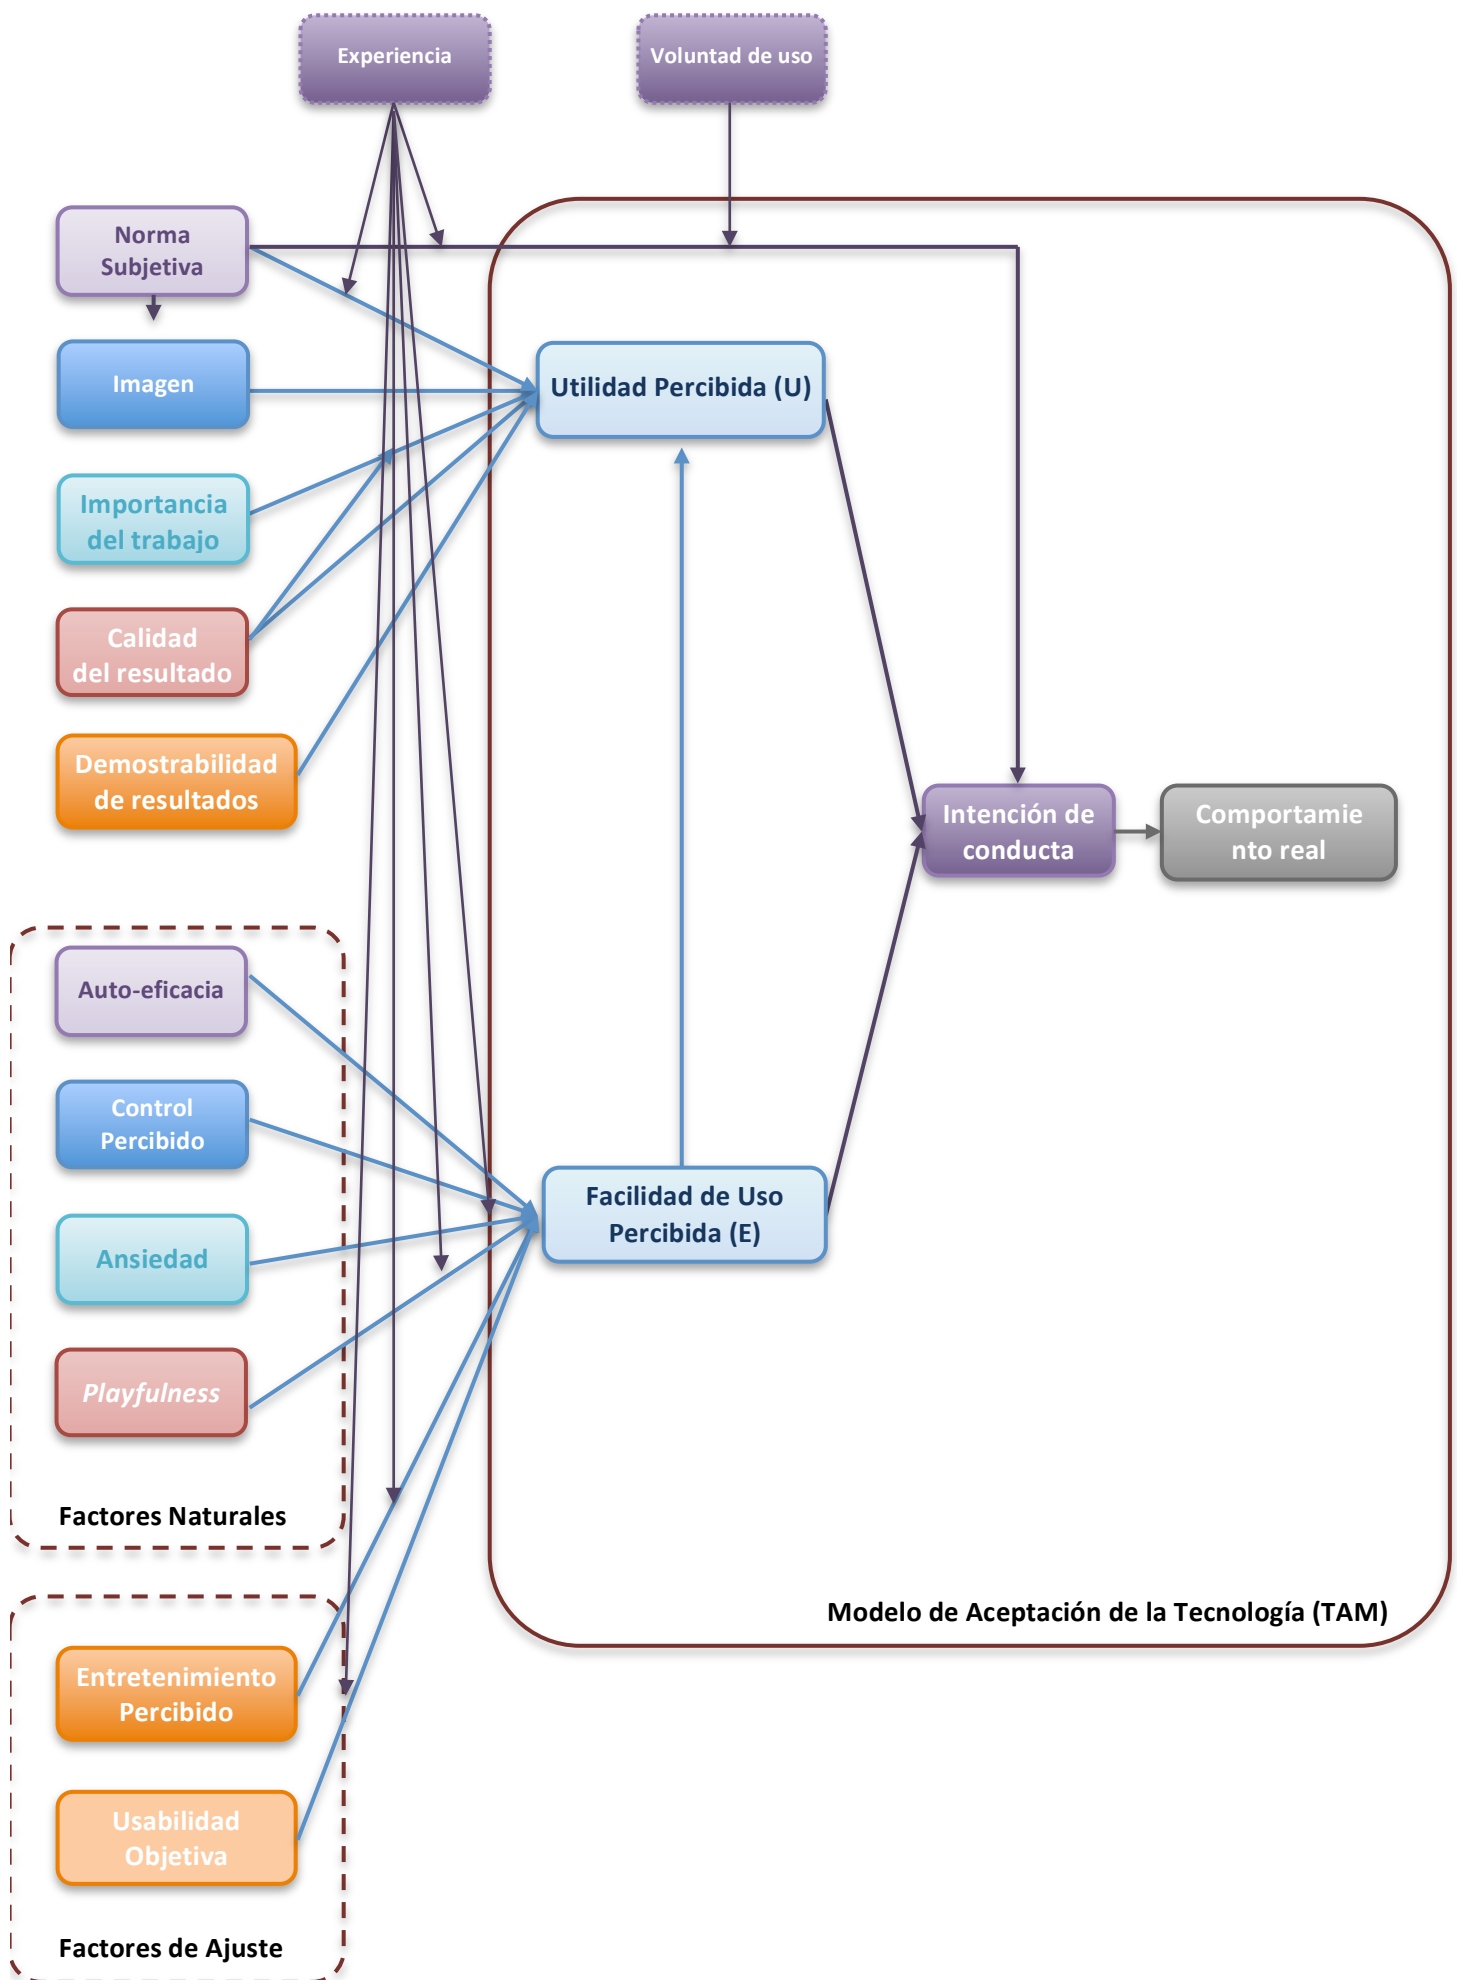 Experiencia
Voluntad de uso
Norma
Subjetiva
Imagen
Utilidad Percibida (U)
Importancia
del trabajo
Calidad
del resultado
Demostrabilidad
de resultados
Intención de
conducta
Comportamie
nto real
Auto-eficacia
Control
Percibido
Facilidad de Uso
Percibida (E)
Ansiedad
Playfulness
Factores Naturales
Modelo de Aceptación de la Tecnología (TAM)
Entretenimiento
Percibido
Usabilidad
Objetiva
Factores de Ajuste